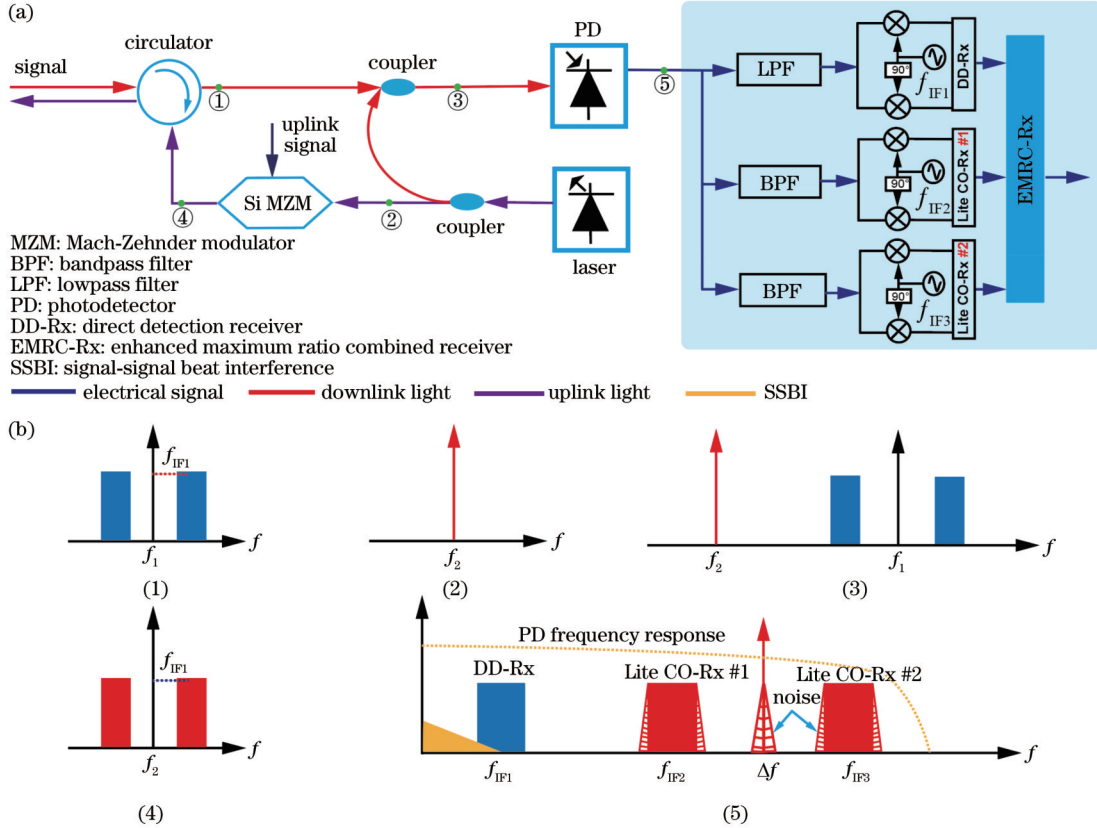 (a)
circulator
signal
①
coupler
③
PD
⑤
uplink
signal
④
Si MZM
②
coupler
laser
LPF
90°
f_IF1
DD-Rx
BPF
90°
f_IF2
Lite CO-Rx #1
BPF
90°
f_IF3
Lite CO-Rx #2
EMRC-Rx
MZM: Mach-Zehnder modulator
BPF: bandpass filter
LPF: lowpass filter
PD: photodetector
DD-Rx: direct detection receiver
EMRC-Rx: enhanced maximum ratio combined receiver
SSBI: signal-signal beat interference
electrical signal downlink light uplink light SSBI
(b)
f_IF1
f
f_1
(1)
f
f_2
(2)
f
f_2 f_1
(3)
f_IF1
f
f_2
(4)
PD frequency response
DD-Rx
Lite CO-Rx #1
Lite CO-Rx #2
noise
f
f_IF1 f_IF2 Δf f_IF3
(5)